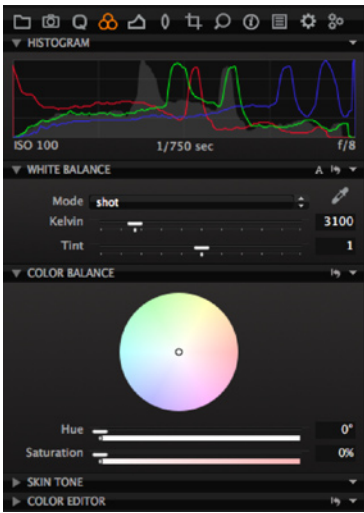 HISTOGRAM
ISO 100 1/750 sec f/8
WHITE BALANCE A
Mode shot
Kelvin 3100
Tint 1
COLOR BALANCE
Hue 0°
Saturation 0%
SKIN TONE
COLOR EDITOR